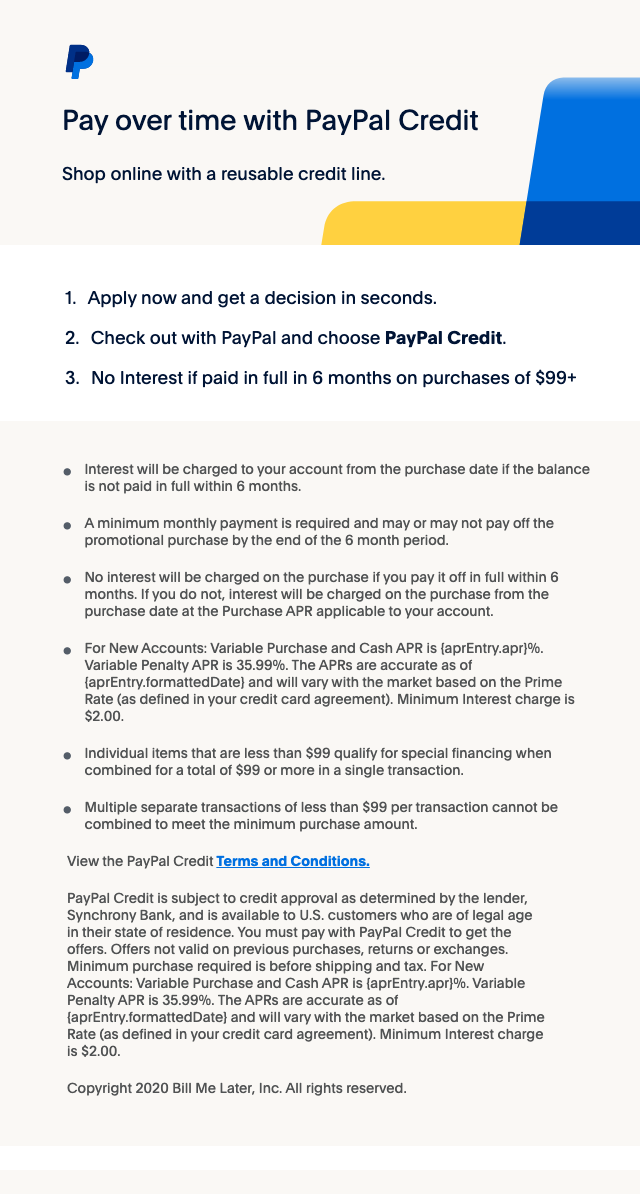 Pay over time with PayPal Credit
Shop online with a reusable credit line.
1. Apply now and get a decision in seconds.
2. Check out with PayPal and choose PayPal Credit.
3. No Interest if paid in full in 6 months on purchases of $99+
● Interest will be charged to your account from the purchase date if the balance
is not paid in full within 6 months.
● A minimum monthly payment is required and may or may not pay off the
promotional purchase by the end of the 6 month period.
● No interest will be charged on the purchase if you pay it off in full within 6
months. If you do not, interest will be charged on the purchase from the
purchase date at the Purchase APR applicable to your account.
● For New Accounts: Variable Purchase and Cash APR is {aprEntry.apr}%.
Variable Penalty APR is 35.99%. The APRs are accurate as of
{aprEntry.formattedDate} and will vary with the market based on the Prime
Rate (as defined in your credit card agreement). Minimum Interest charge is
$2.00.
● Individual items that are less than $99 qualify for special financing when
combined for a total of $99 or more in a single transaction.
● Multiple separate transactions of less than $99 per transaction cannot be
combined to meet the minimum purchase amount.
View the PayPal Credit Terms and Conditions.
PayPal Credit is subject to credit approval as determined by the lender,
Synchrony Bank, and is available to U.S. customers who are of legal age
in their state of residence. You must pay with PayPal Credit to get the
offers. Offers not valid on previous purchases, returns or exchanges.
Minimum purchase required is before shipping and tax. For New
Accounts: Variable Purchase and Cash APR is {aprEntry.apr}%. Variable
Penalty APR is 35.99%. The APRs are accurate as of
{aprEntry.formattedDate} and will vary with the market based on the Prime
Rate (as defined in your credit card agreement). Minimum Interest charge
is $2.00.
Copyright 2020 Bill Me Later, Inc. All rights reserved.